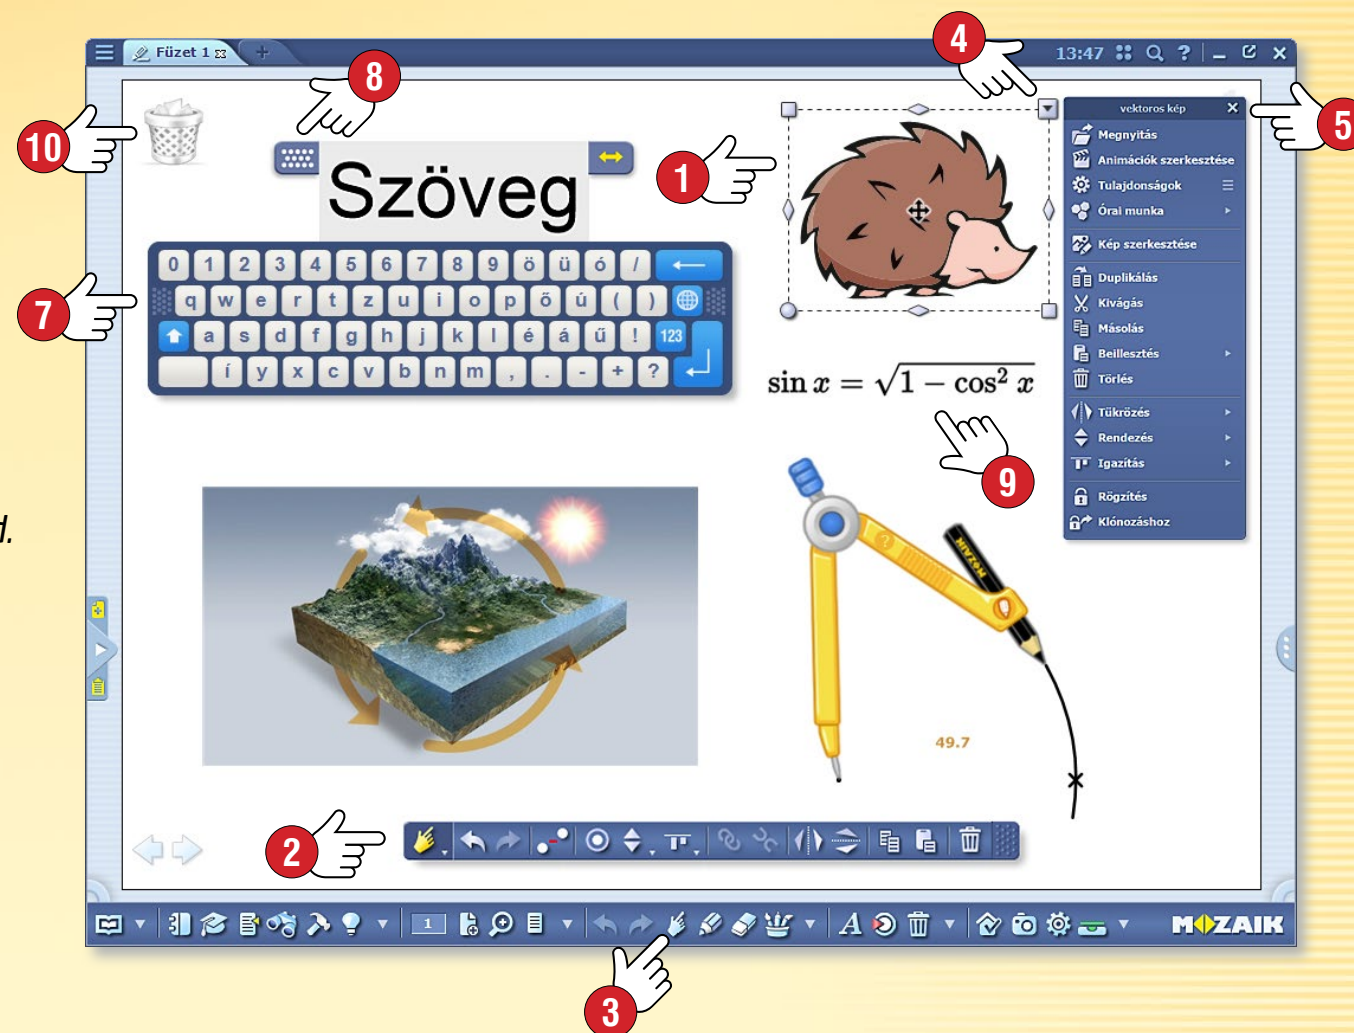 Füzet 1
13:47
4
8
10
1
5
vektoros kép
Megnyitás
Animációk szerkesztése
Tulajdonságok
Órai munka
Kép szerkesztése
Duplikálás
Kivágás
Másolás
Beillesztés
Törlés
Tükrözés
Rendezés
Igazítás
Rögzítés
Klónozáshoz
Szöveg
7
0 1 2 3 4 5 6 7 8 9 ö ü ó /
q w e r t z u i o p ő ú ( )
a s d f g h j k l é á ű ! 123
í y x c v b n m , . - + ?
sin x = √1 − cos² x
9
d.
MOZAIK
49.7
2
1
A
MOZAIK
3